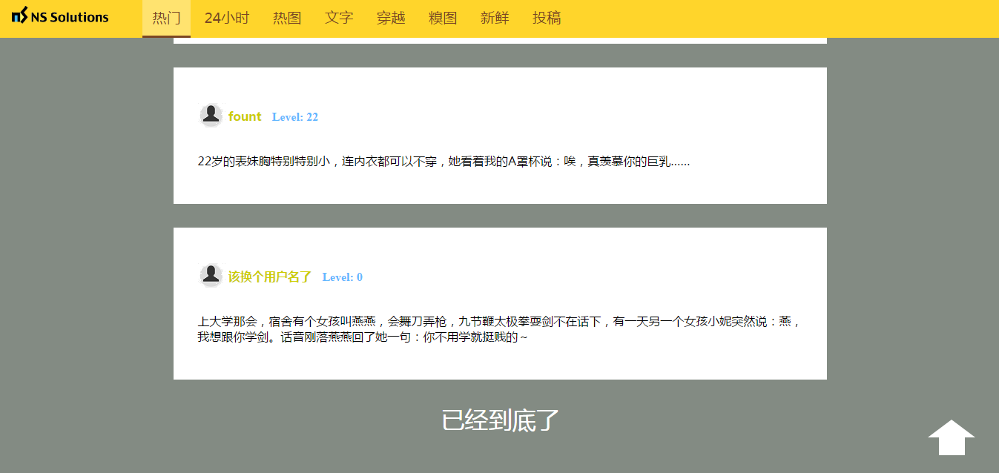 NS Solutions
热门 24小时 热图 文字 穿越 糗图 新鲜 投稿
fount Level: 22
22岁的表妹胸特别特别小，连内衣都可以不穿，她看着我的A罩杯说：唉，真羡慕你的巨乳......
该换个用户名了 Level: 0
上大学那会，宿舍有个女孩叫燕燕，会舞刀弄枪，九节鞭太极拳耍剑不在话下，有一天另一个女孩小妮突然说：燕，
我想跟你学剑。话音刚落燕燕回了她一句：你不用学就挺贱的～
已经到底了